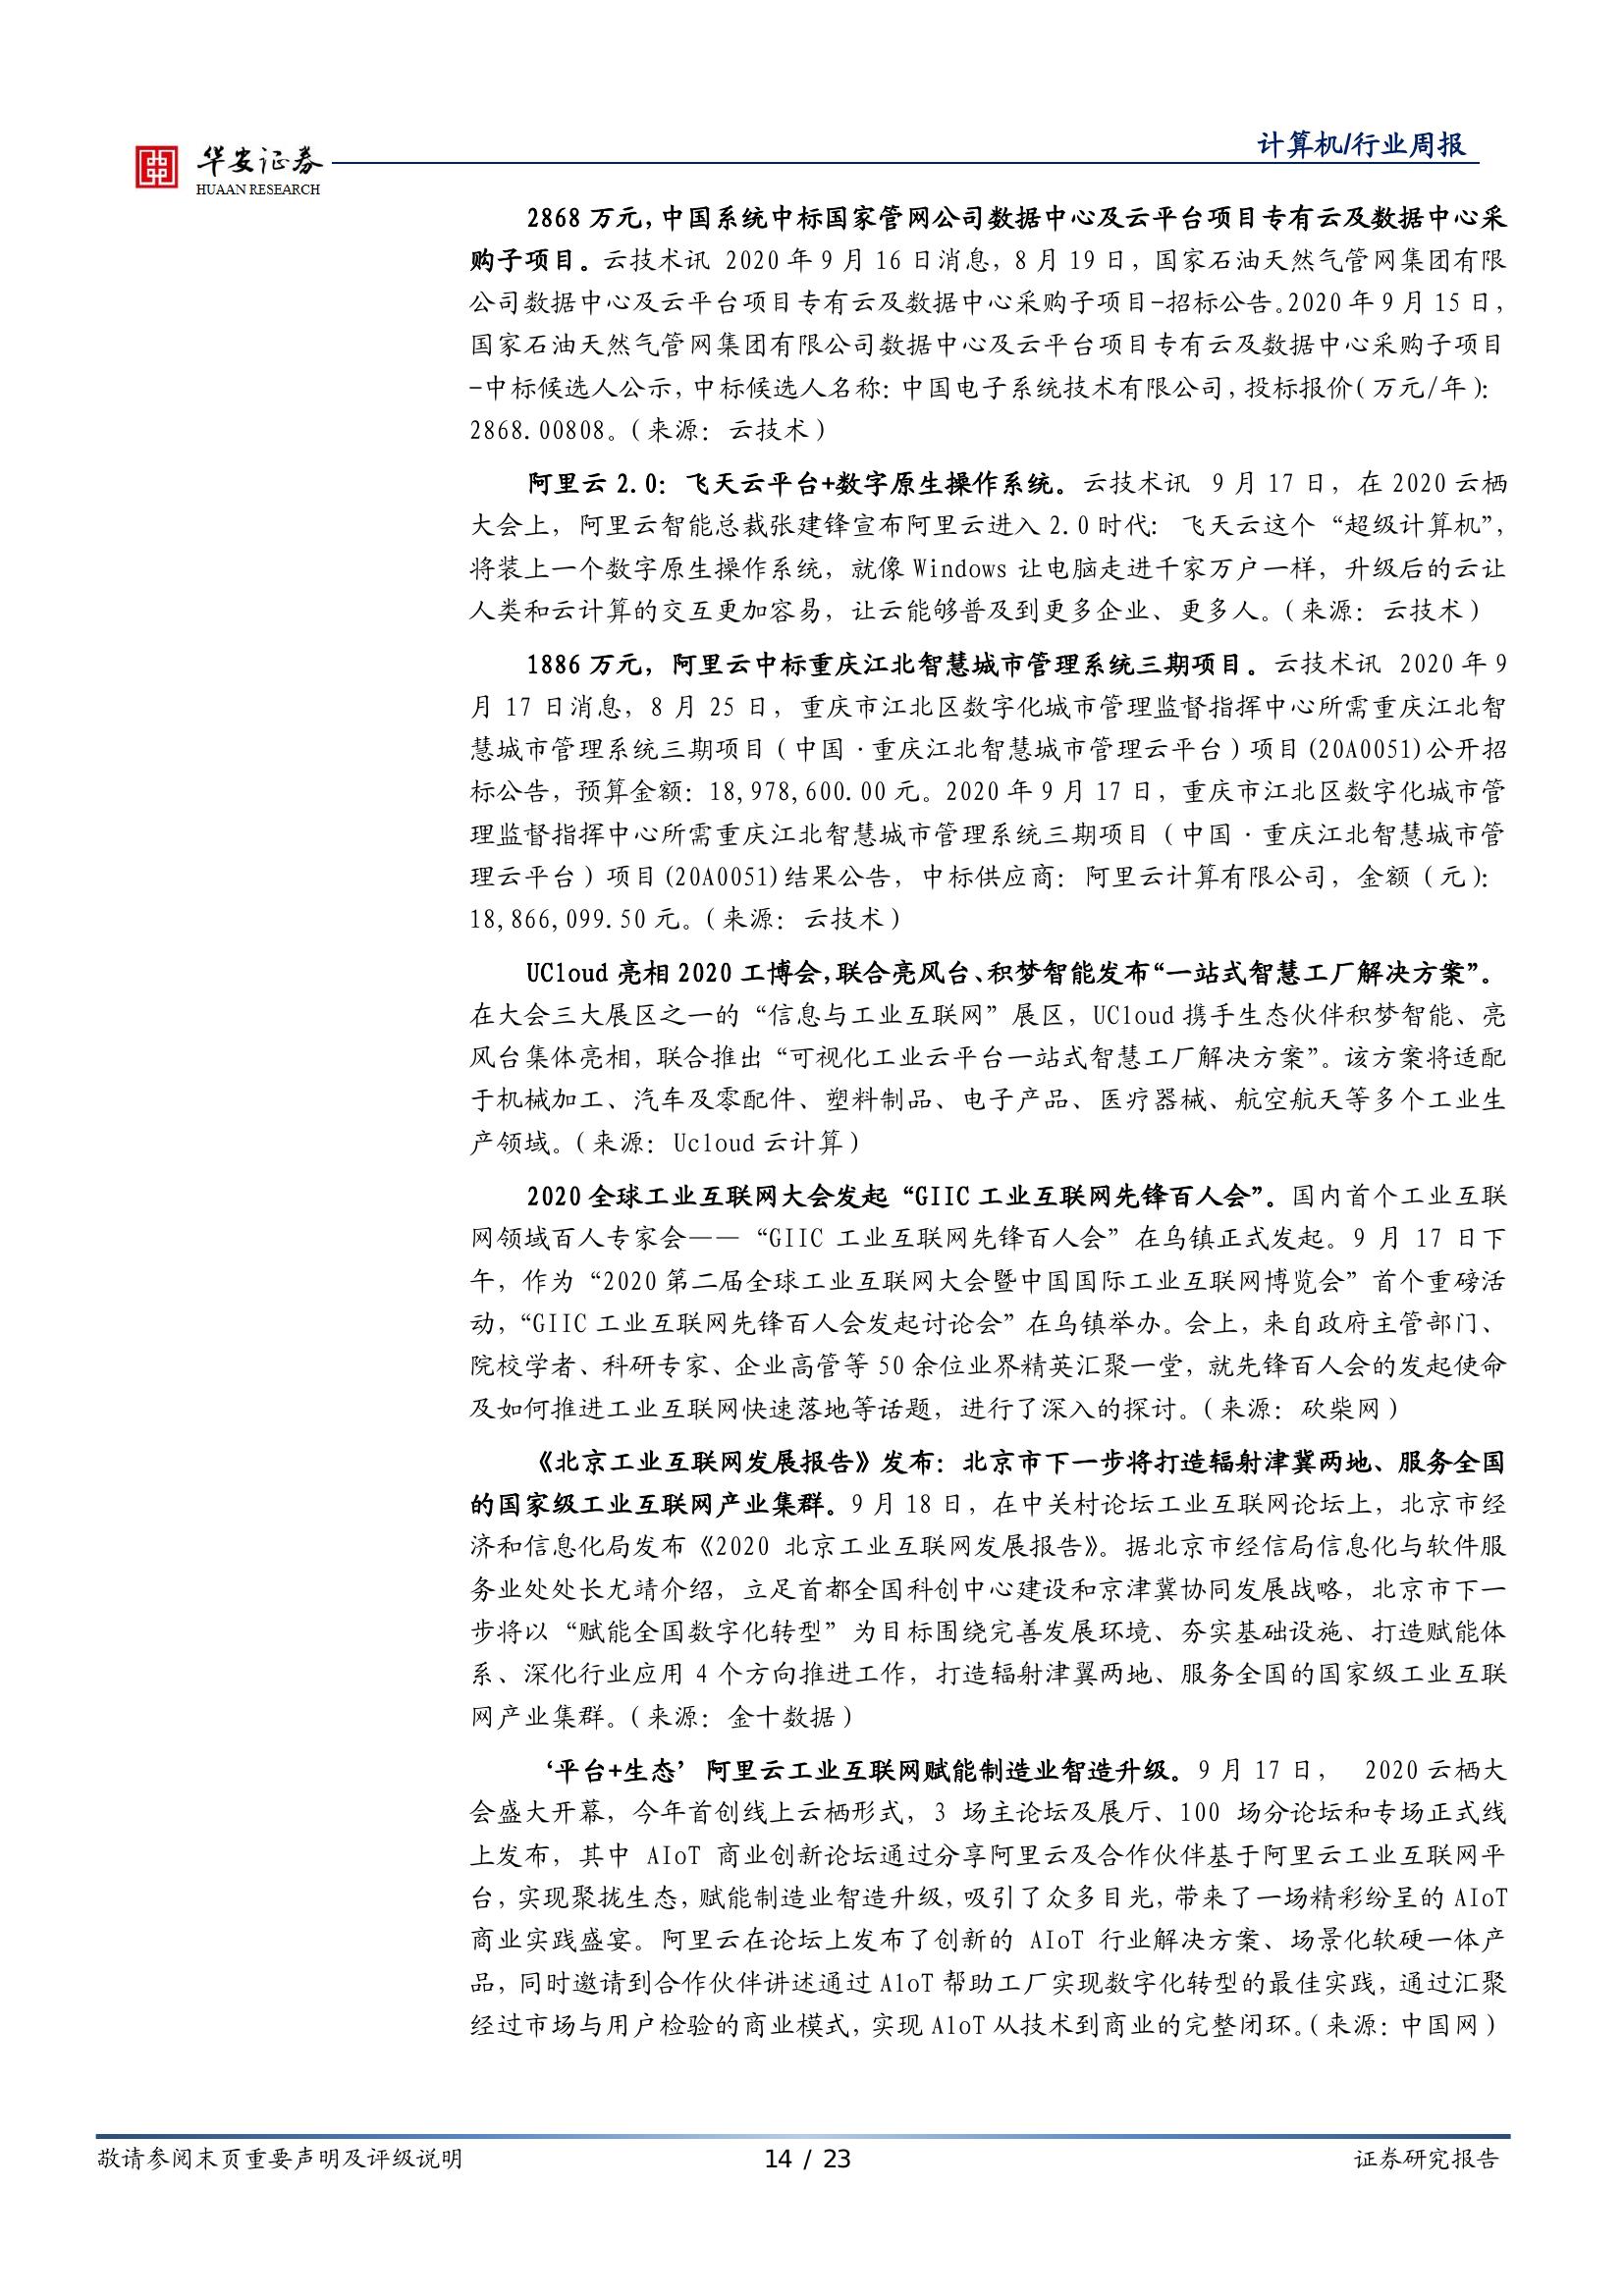 华安证券
HUAAN RESEARCH
计算机/行业周报
2868 万元，中国系统中标国家管网公司数据中心及云平台项目专有云及数据中心采
购子项目。云技术讯 2020 年 9 月 16 日消息，8 月 19 日，国家石油天然气管网集团有限
公司数据中心及云平台项目专有云及数据中心采购子项目-招标公告。2020 年 9 月 15 日，
国家石油天然气管网集团有限公司数据中心及云平台项目专有云及数据中心采购子项目
-中标候选人公示，中标候选人名称：中国电子系统技术有限公司，投标报价(万元/年)：
2868.00808。（来源：云技术）
阿里云 2.0：飞天云平台+数字原生操作系统。云技术讯 9 月 17 日，在 2020 云栖
大会上，阿里云智能总裁张建锋宣布阿里云进入 2.0 时代： 飞天云这个“超级计算机”，
将装上一个数字原生操作系统，就像 Windows 让电脑走进千家万户一样，升级后的云让
人类和云计算的交互更加容易，让云能够普及到更多企业、更多人。（来源：云技术）
1886 万元，阿里云中标重庆江北智慧城市管理系统三期项目。云技术讯 2020 年 9
月 17 日消息，8 月 25 日，重庆市江北区数字化城市管理监督指挥中心所需重庆江北智
慧城市管理系统三期项目（中国·重庆江北智慧城市管理云平台）项目(20A0051)公开招
标公告，预算金额：18,978,600.00 元。2020 年 9 月 17 日，重庆市江北区数字化城市管
理监督指挥中心所需重庆江北智慧城市管理系统三期项目（中国·重庆江北智慧城市管
理云平台）项目(20A0051)结果公告，中标供应商：阿里云计算有限公司，金额（元）：
18,866,099.50 元。（来源：云技术）
UCloud 亮相 2020 工博会，联合亮风台、积梦智能发布“一站式智慧工厂解决方案”。
在大会三大展区之一的“信息与工业互联网”展区，UCloud 携手生态伙伴积梦智能、亮
风台集体亮相，联合推出“可视化工业云平台一站式智慧工厂解决方案”。该方案将适配
于机械加工、汽车及零配件、塑料制品、电子产品、医疗器械、航空航天等多个工业生
产领域。（来源：Ucloud 云计算）
2020 全球工业互联网大会发起“GIIC 工业互联网先锋百人会”。国内首个工业互联
网领域百人专家会——“GIIC 工业互联网先锋百人会”在乌镇正式发起。9 月 17 日下
午，作为“2020 第二届全球工业互联网大会暨中国国际工业互联网博览会”首个重磅活
动，“GIIC 工业互联网先锋百人会发起讨论会”在乌镇举办。会上，来自政府主管部门、
院校学者、科研专家、企业高管等 50 余位业界精英汇聚一堂，就先锋百人会的发起使命
及如何推进工业互联网快速落地等话题，进行了深入的探讨。（来源：砍柴网）
《北京工业互联网发展报告》发布：北京市下一步将打造辐射津冀两地、服务全国
的国家级工业互联网产业集群。9 月 18 日，在中关村论坛工业互联网论坛上，北京市经
济和信息化局发布《2020 北京工业互联网发展报告》。据北京市经信局信息化与软件服
务业处处长尤靖介绍，立足首都全国科创中心建设和京津冀协同发展战略，北京市下一
步将以“赋能全国数字化转型”为目标围绕完善发展环境、夯实基础设施、打造赋能体
系、深化行业应用 4 个方向推进工作，打造辐射津翼两地、服务全国的国家级工业互联
网产业集群。（来源：金十数据）
‘平台+生态’阿里云工业互联网赋能制造业智造升级。9 月 17 日， 2020 云栖大
会盛大开幕，今年首创线上云栖形式，3 场主论坛及展厅、100 场分论坛和专场正式线
上发布，其中 AIoT 商业创新论坛通过分享阿里云及合作伙伴基于阿里云工业互联网平
台，实现聚拢生态，赋能制造业智造升级，吸引了众多目光，带来了一场精彩纷呈的 AIoT
商业实践盛宴。阿里云在论坛上发布了创新的 AIoT 行业解决方案、场景化软硬一体产
品，同时邀请到合作伙伴讲述通过 AloT 帮助工厂实现数字化转型的最佳实践，通过汇聚
经过市场与用户检验的商业模式，实现 AloT 从技术到商业的完整闭环。（来源：中国网）
敬请参阅末页重要声明及评级说明
14 / 23
证券研究报告